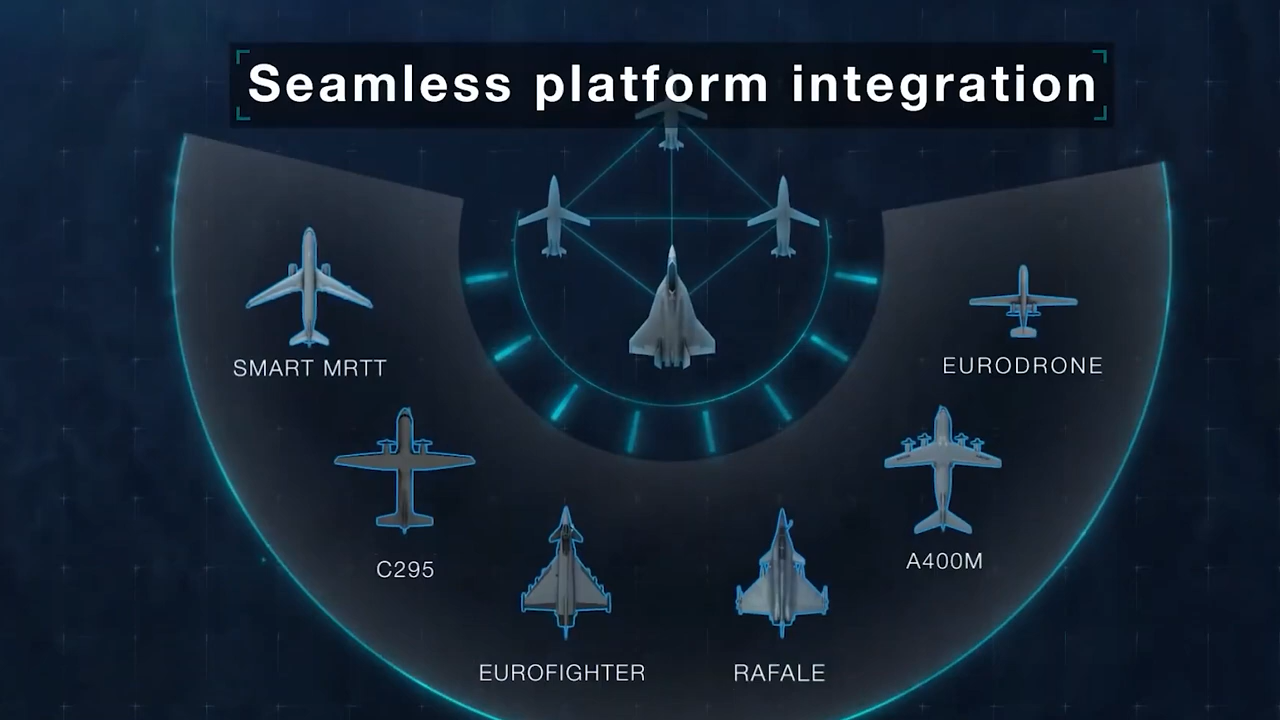 Seamless platform integration
SMART MRTT
EURODRONE
C295
A400M
EUROFIGHTER
RAFALE